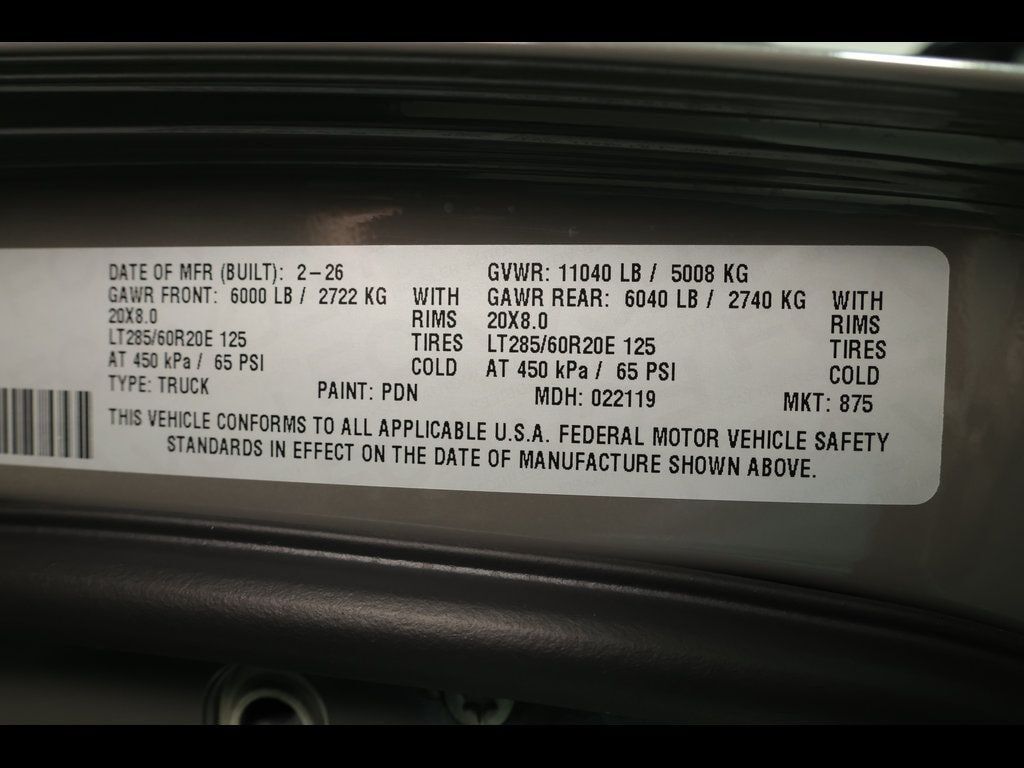 DATE OF MFR (BUILT): 2-26 GVWR: 11040 LB / 5008 KG
GAWR FRONT: 6000 LB / 2722 KG WITH GAWR REAR: 6040 LB / 2740 KG WITH
20X8.0 RIMS 20X8.0 RIMS
LT285/60R20E 125 TIRES LT285/60R20E 125 TIRES
AT 450 kPa / 65 PSI COLD AT 450 kPa / 65 PSI COLD
TYPE: TRUCK PAINT: PDN MDH: 022119 MKT: 875
THIS VEHICLE CONFORMS TO ALL APPLICABLE U.S.A. FEDERAL MOTOR VEHICLE SAFETY
STANDARDS IN EFFECT ON THE DATE OF MANUFACTURE SHOWN ABOVE.